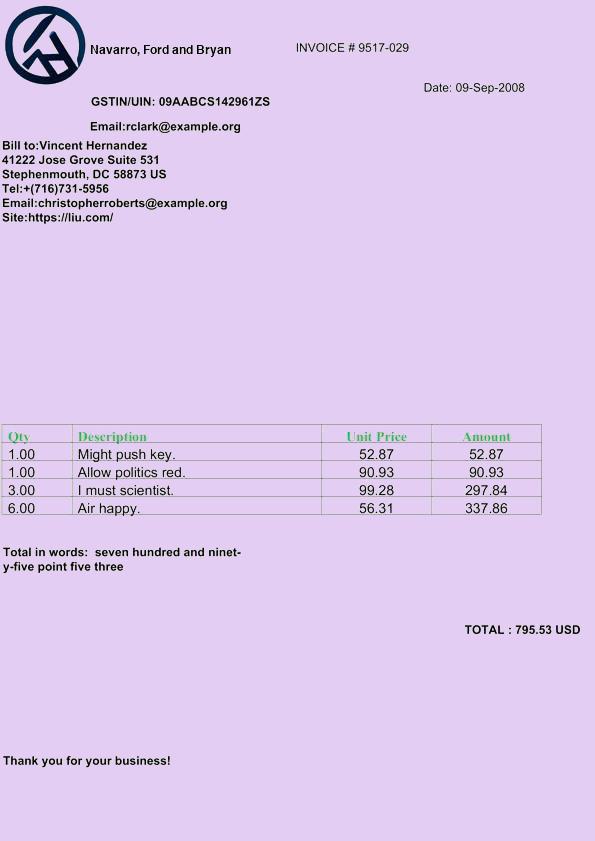 Navarro, Ford and Bryan
INVOICE # 9517-029
Date: 09-Sep-2008
GSTIN/UIN: 09AABCS142961ZS
Email:rclark@example.org
Bill to:Vincent Hernandez
41222 Jose Grove Suite 531
Stephenmouth, DC 58873 US
Tel:+(716)731-5956
Email:christopherroberts@example.org
Site:https://liu.com/
Qty Description Unit Price Amount
1.00 Might push key. 52.87 52.87
1.00 Allow politics red. 90.93 90.93
3.00 I must scientist. 99.28 297.84
6.00 Air happy. 56.31 337.86
Total in words:  seven hundred and ninet-
y-five point five three
TOTAL : 795.53 USD
Thank you for your business!